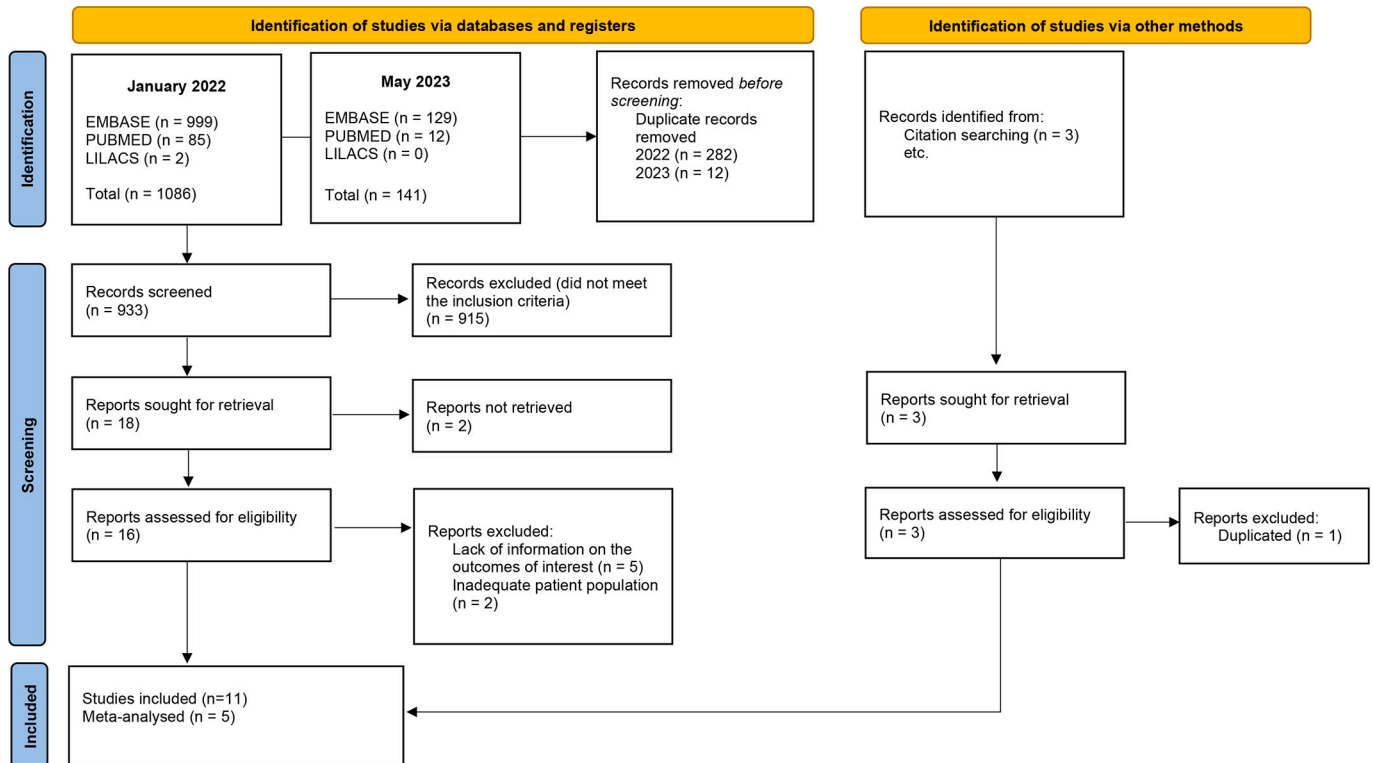 Identification of studies via databases and registers
Identification of studies via other methods
Identification
January 2022
EMBASE (n = 999)
PUBMED (n = 85)
LILACS (n = 2)
Total (n = 1086)
May 2023
EMBASE (n = 129)
PUBMED (n = 12)
LILACS (n = 0)
Total (n = 141)
Records removed before
screening:
Duplicate records
removed
2022 (n = 282)
2023 (n = 12)
Records identified from:
Citation searching (n = 3)
etc.
Screening
Records screened
(n = 933)
Records excluded (did not meet
the inclusion criteria)
(n = 915)
Reports sought for retrieval
(n = 18)
Reports not retrieved
(n = 2)
Reports sought for retrieval
(n = 3)
Reports assessed for eligibility
(n = 16)
Reports excluded:
Lack of information on the
outcomes of interest (n = 5)
Inadequate patient population
(n = 2)
Reports assessed for eligibility
(n = 3)
Reports excluded:
Duplicated (n = 1)
Included
Studies included (n=11)
Meta-analysed (n = 5)